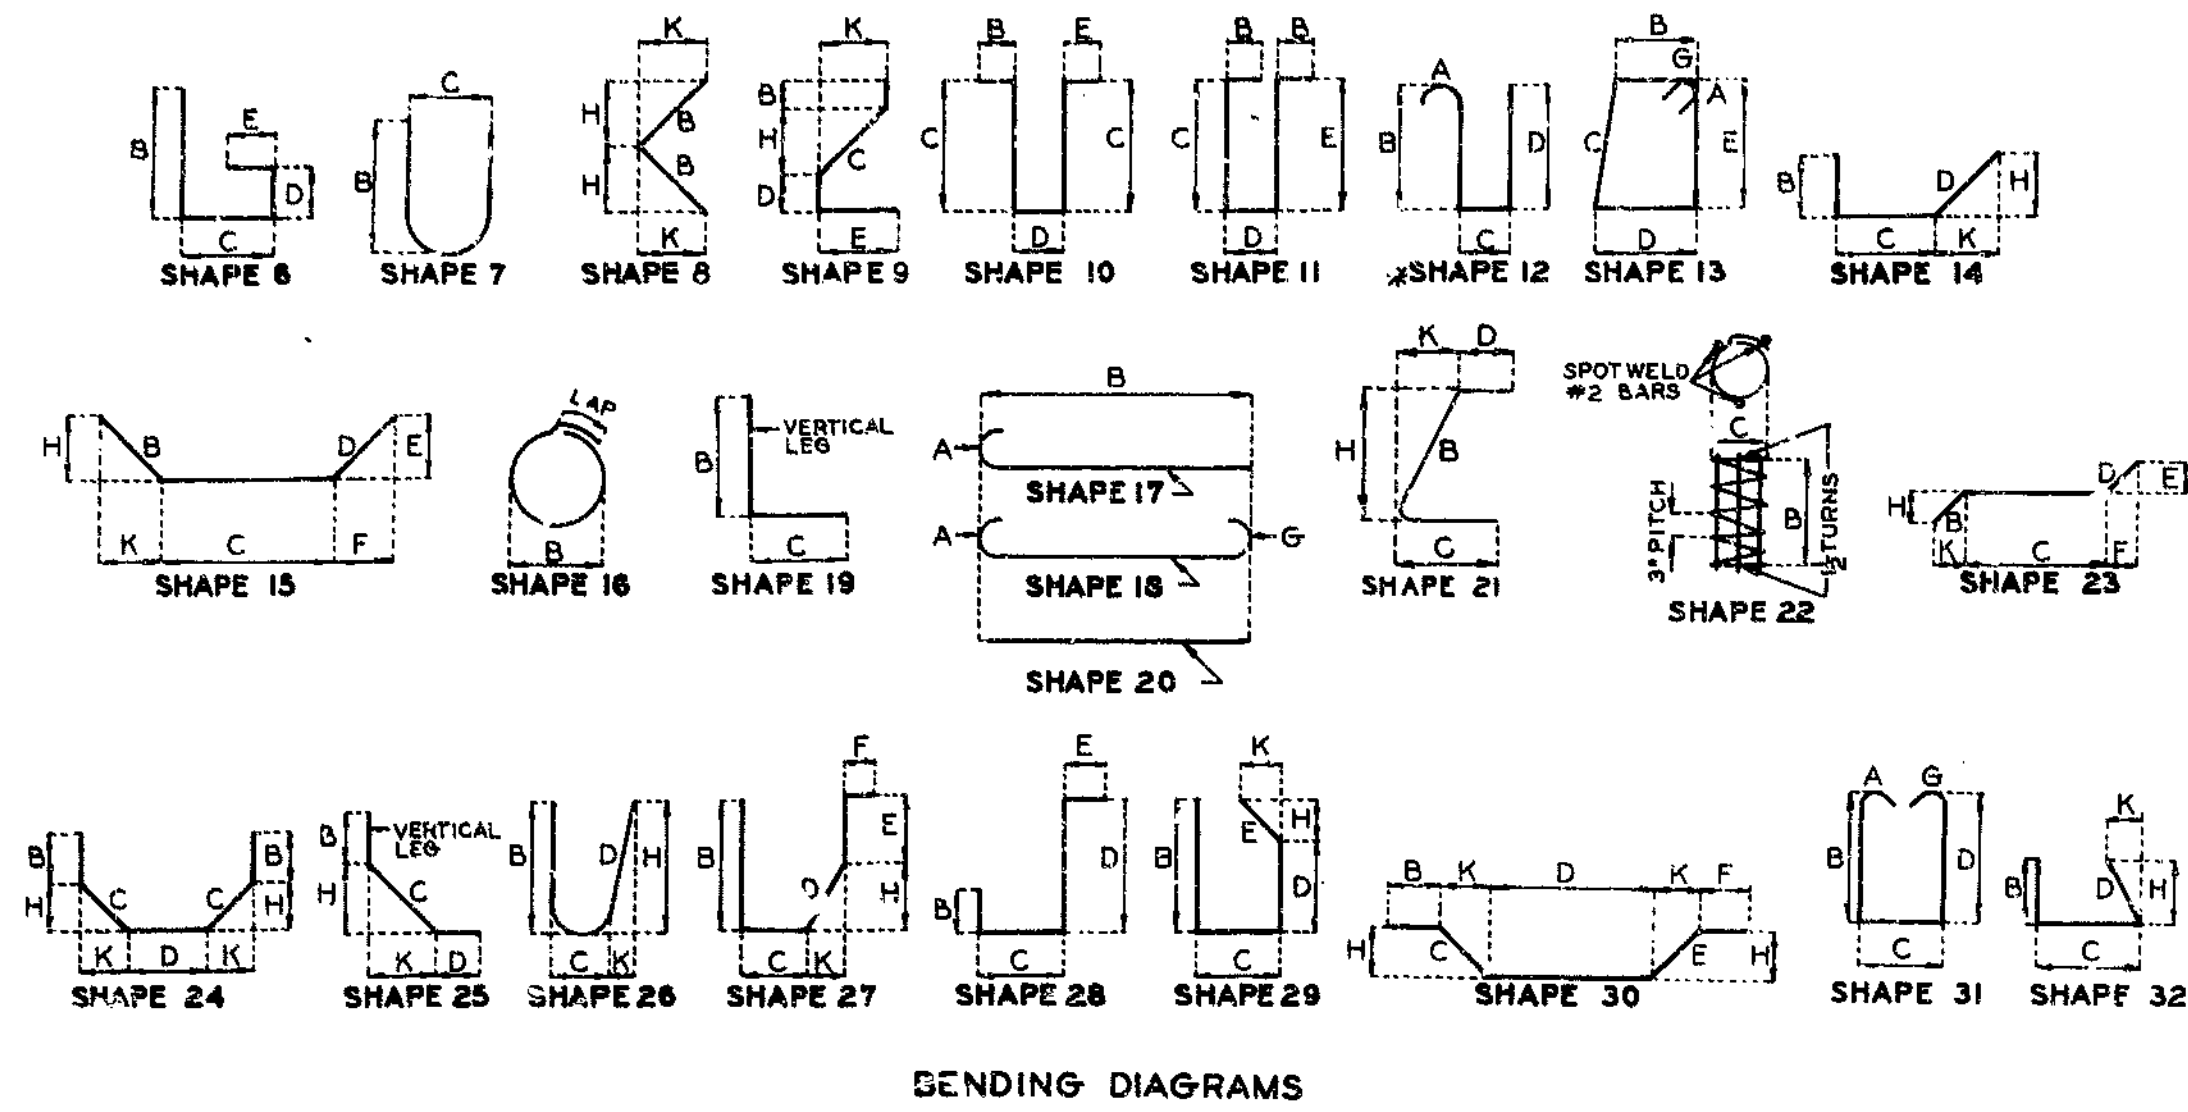 K
K
B
E
B
B
B
G
C
E
B
D
B
C
H
H
B
B
K
B
H
D
C
E
C
C
D
C
E
D
A
B
D
C
C
A
E
D
B
D
H
C
K
SHAPE 6
SHAPE 7
SHAPE 8
SHAPE 9
SHAPE 10
SHAPE 11
*SHAPE 12
SHAPE 13
SHAPE 14
H
B
D
E
K
C
F
SHAPE 15
LAP
B
SHAPE 16
B
VERTICAL
LEG
C
SHAPE 19
B
A
SHAPE 17
A
G
SHAPE 18
SHAPE 20
K
D
H
B
C
SHAPE 21
SPOT WELD
#2 BARS
C
3" PITCH
B
TURNS
SHAPE 22
D
E
H
B
K
C
F
SHAPE 23
B
H
C
C
B
H
K
D
K
SHAPE 24
B
VERTICAL
LEG
H
C
K
D
SHAPE 25
B
D
H
C
K
SHAPE 26
F
B
D
E
H
C
K
SHAPE 27
E
B
D
C
SHAPE 28
K
B
E
H
D
C
SHAPE 29
B
K
D
K
F
H
C
E
H
SHAPE 30
A
G
B
D
C
SHAPE 31
K
B
D
H
C
SHAPE 32
BENDING DIAGRAMS